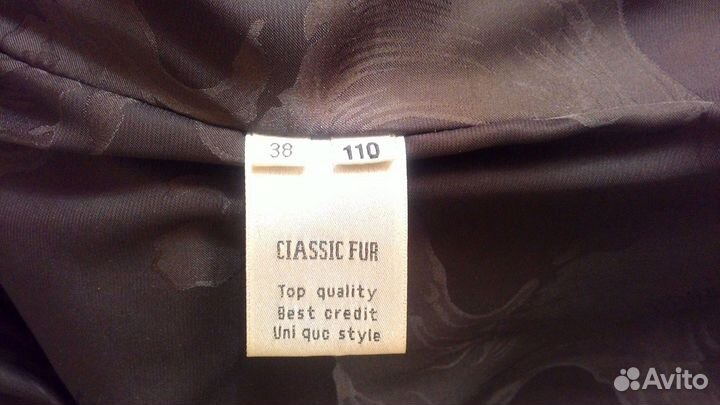 38 110
CIASSIC FUR
Top quality
Best credit
Uni quc style
Avito